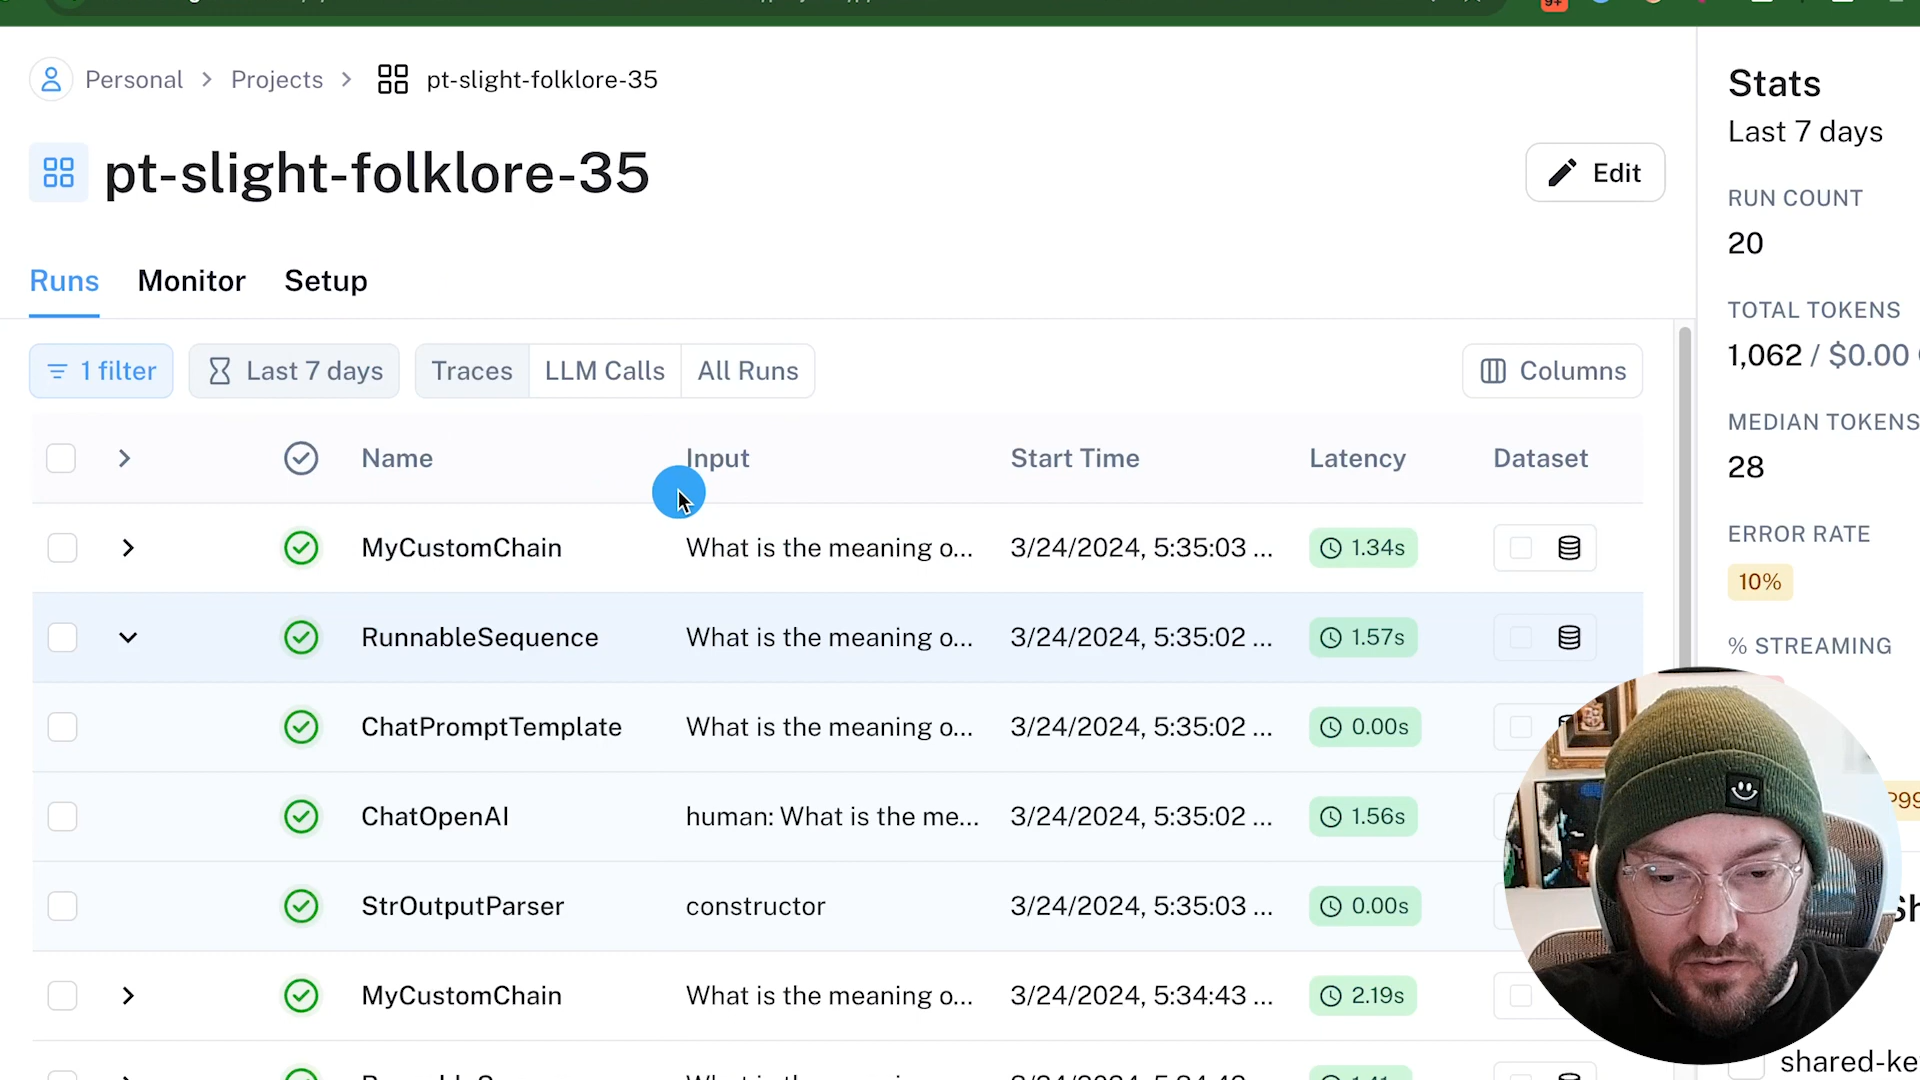 9+
Personal > Projects > pt-slight-folklore-35
pt-slight-folklore-35
Edit
Runs Monitor Setup
1 filter Last 7 days Traces LLM Calls All Runs Columns
Name Input Start Time Latency Dataset
MyCustomChain What is the meaning o... 3/24/2024, 5:35:03 ... 1.34s
RunnableSequence What is the meaning o... 3/24/2024, 5:35:02 ... 1.57s
ChatPromptTemplate What is the meaning o... 3/24/2024, 5:35:02 ... 0.00s
ChatOpenAI human: What is the me... 3/24/2024, 5:35:02 ... 1.56s
StrOutputParser constructor 3/24/2024, 5:35:03 ... 0.00s
MyCustomChain What is the meaning o... 3/24/2024, 5:34:43 ... 2.19s
Stats
Last 7 days
RUN COUNT
20
TOTAL TOKENS
1,062 / $0.00
MEDIAN TOKENS
28
ERROR RATE
10%
% STREAMING
P99
shared-ke